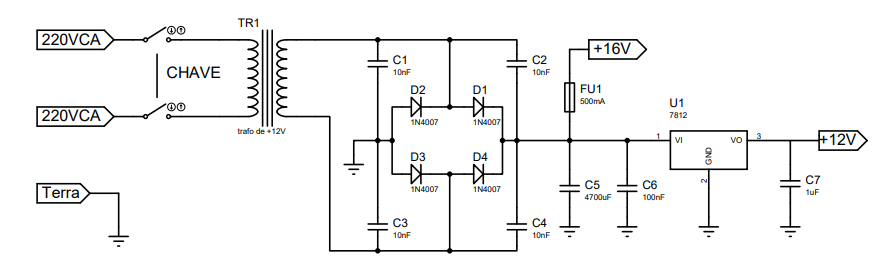 TR1
220VCA
CHAVE
220VCA
trafo de +12V
Terra
C1
10nF
C2
10nF
D2
1N4007
D1
1N4007
D3
1N4007
D4
1N4007
C3
10nF
C4
10nF
+16V
FU1
500mA
C5
4700uF
C6
100nF
U1
7812
1
VI
VO
3
GND
2
+12V
C7
1uF